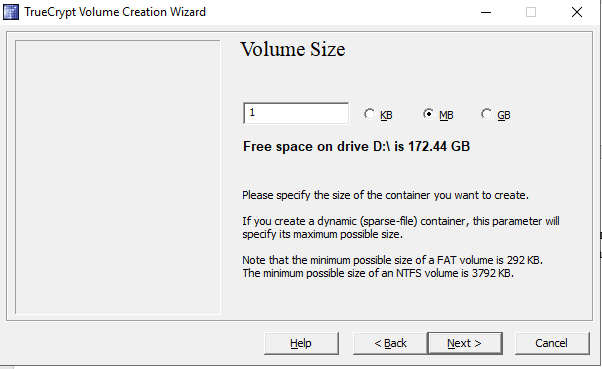 TrueCrypt Volume Creation Wizard
Volume Size
1
KB
MB
GB
Free space on drive D:\ is 172.44 GB
Please specify the size of the container you want to create.
If you create a dynamic (sparse-file) container, this parameter will
specify its maximum possible size.
Note that the minimum possible size of a FAT volume is 292 KB.
The minimum possible size of an NTFS volume is 3792 KB.
Help
< Back
Next >
Cancel